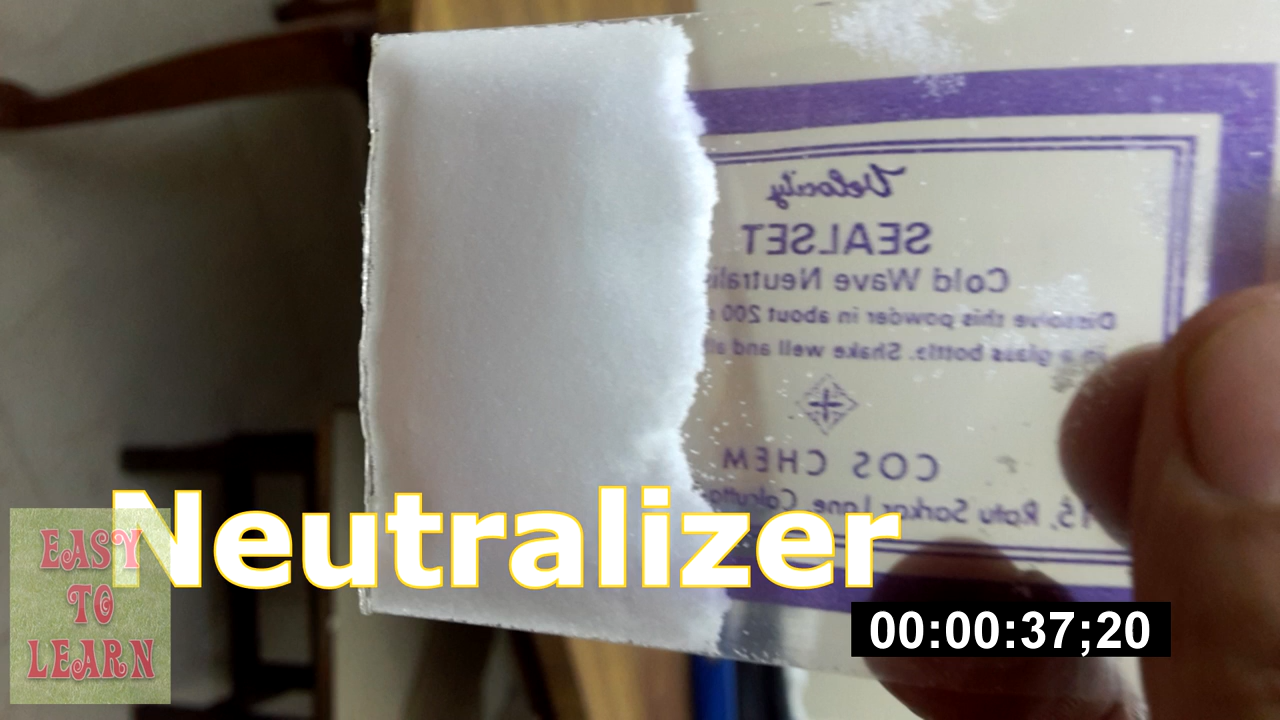 Velocity
SEALSET
Cold Wave
Dissolve this powder in about 200
in a glass bottle. Shake well and
COS CHEM
15, Ratu Sarkar Lane, Calcutta
Neutralizer
EASY
TO
LEARN
00:00:37;20